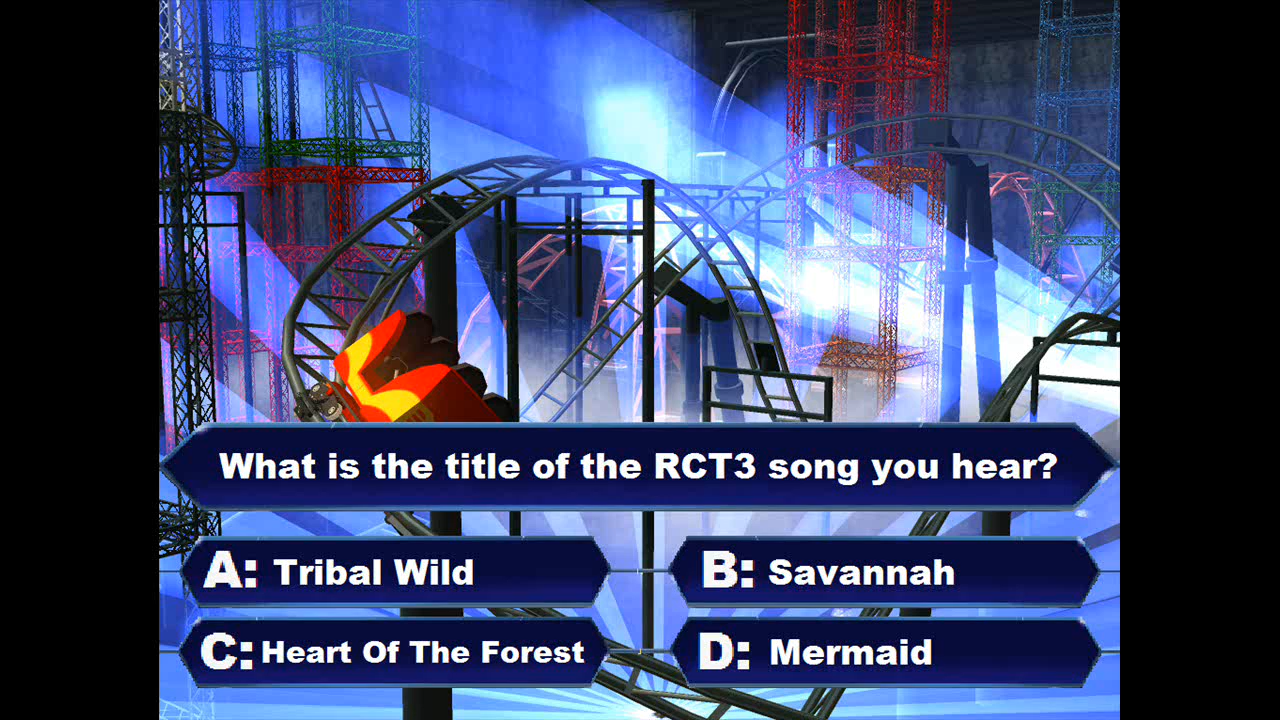 What is the title of the RCT3 song you hear?
A: Tribal Wild
B: Savannah
C: Heart Of The Forest
D: Mermaid